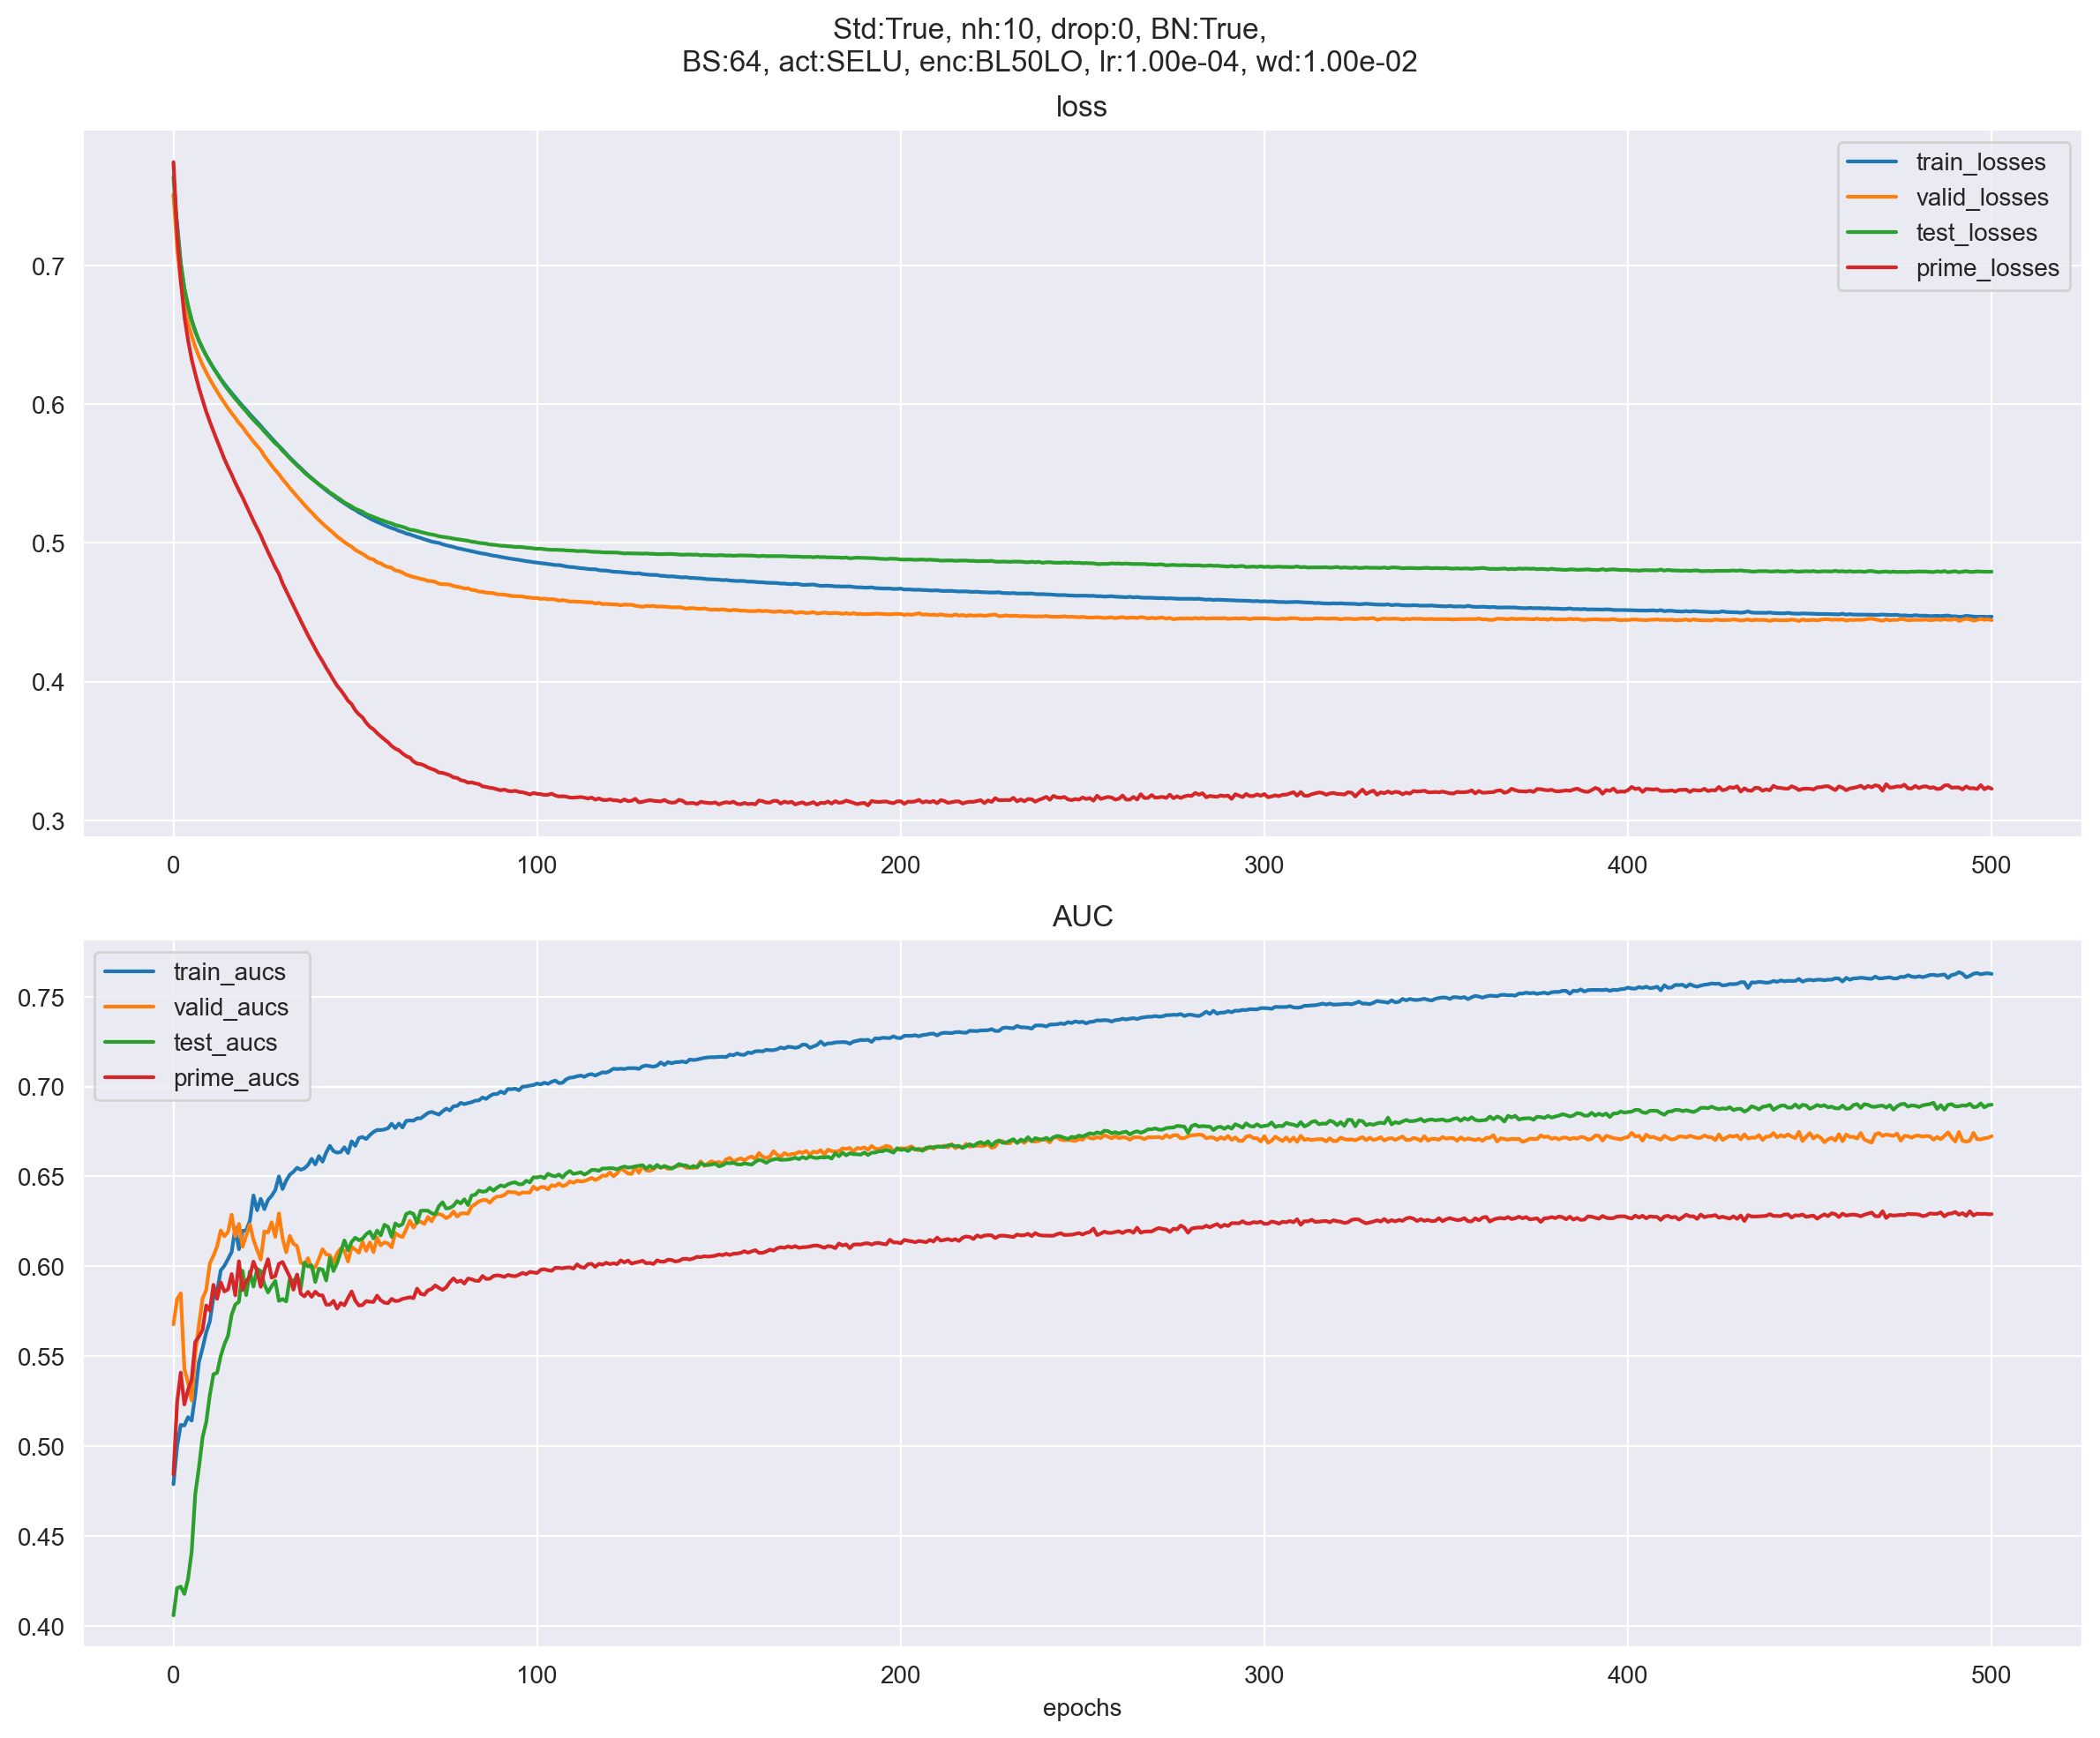 Std:True, nh:10, drop:0, BN:True,
BS:64, act:SELU, enc:BL50LO, lr:1.00e-04, wd:1.00e-02
loss
train_losses
valid_losses
test_losses
prime_losses
0.7
0.6
0.5
0.4
0.3
0 100 200 300 400 500
AUC
train_aucs
valid_aucs
test_aucs
prime_aucs
0.75
0.70
0.65
0.60
0.55
0.50
0.45
0.40
0 100 200 300 400 500
epochs